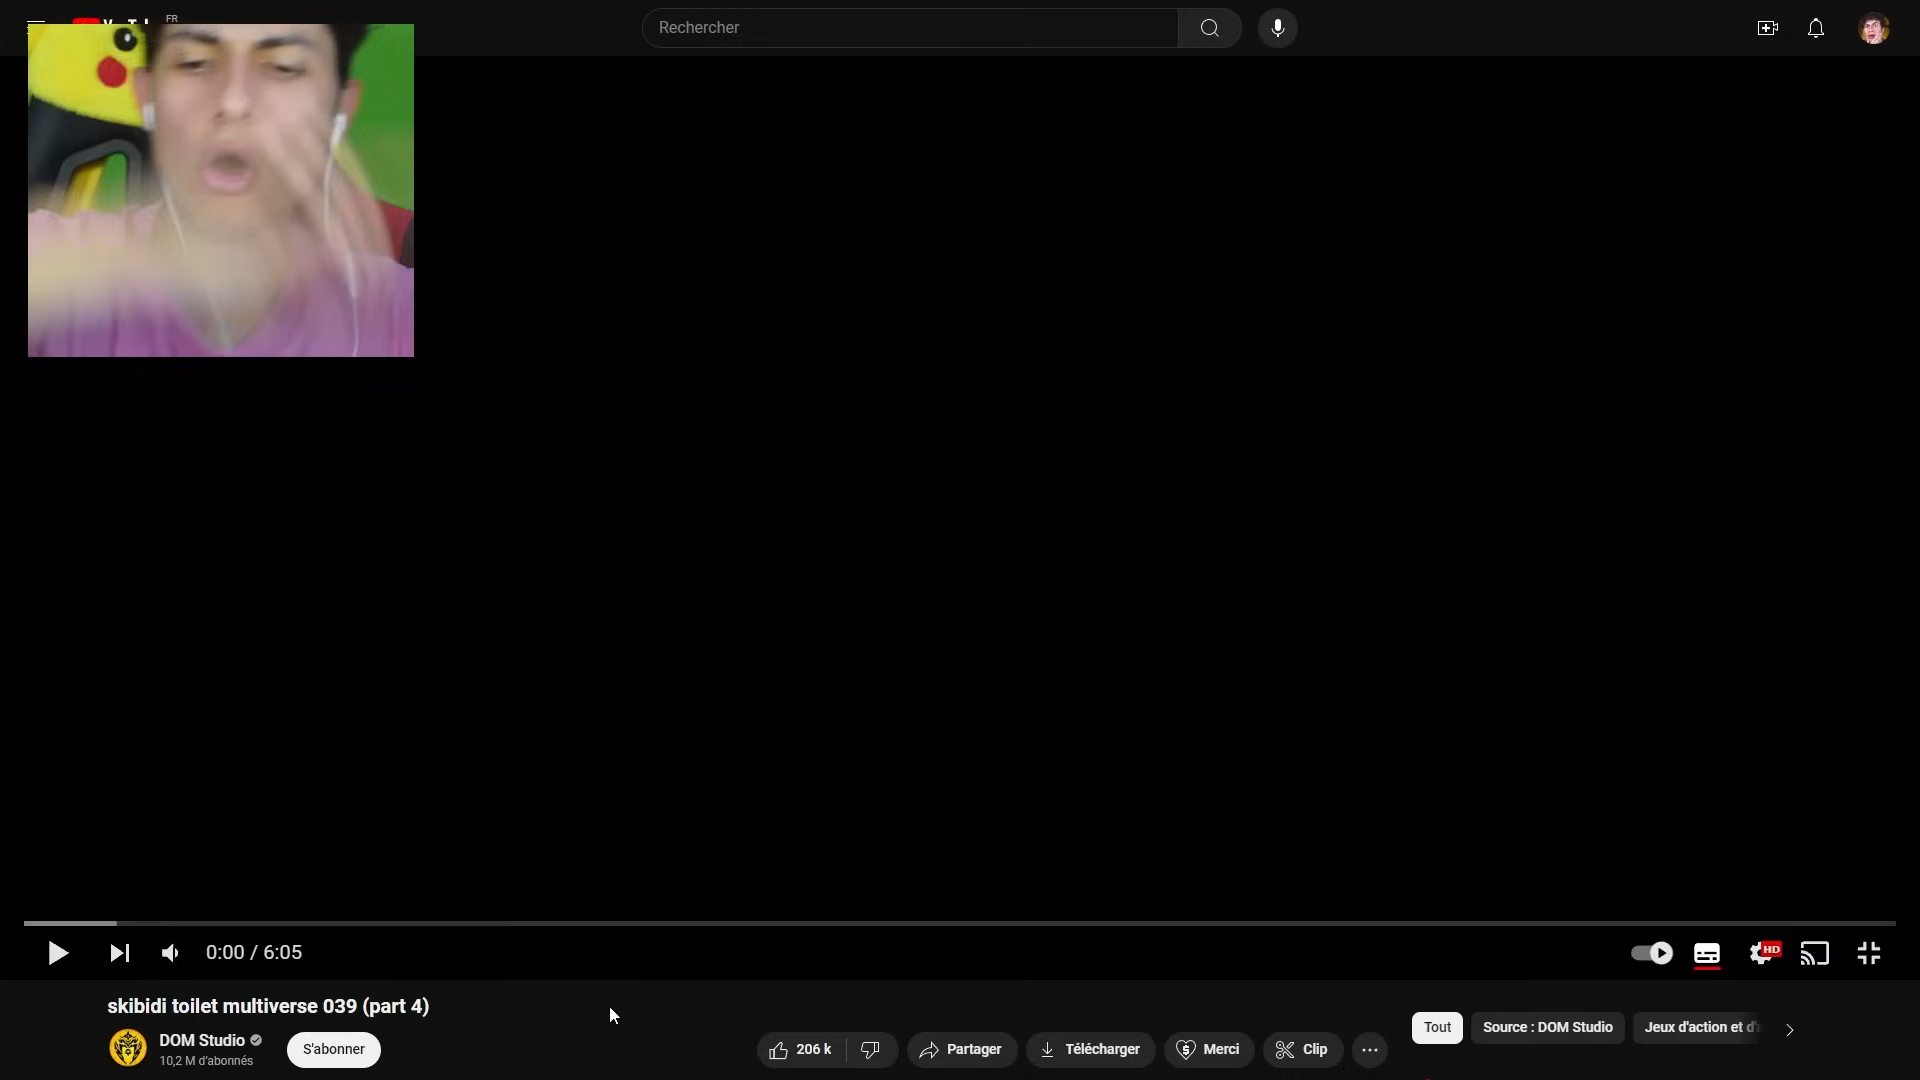 FR
Rechercher
0:00 / 6:05
HD
skibidi toilet multiverse 039 (part 4)
DOM Studio
10,2 M d'abonnés
S'abonner
206 k
Partager
Télécharger
Merci
Clip
Tout
Source : DOM Studio
Jeux d'action et